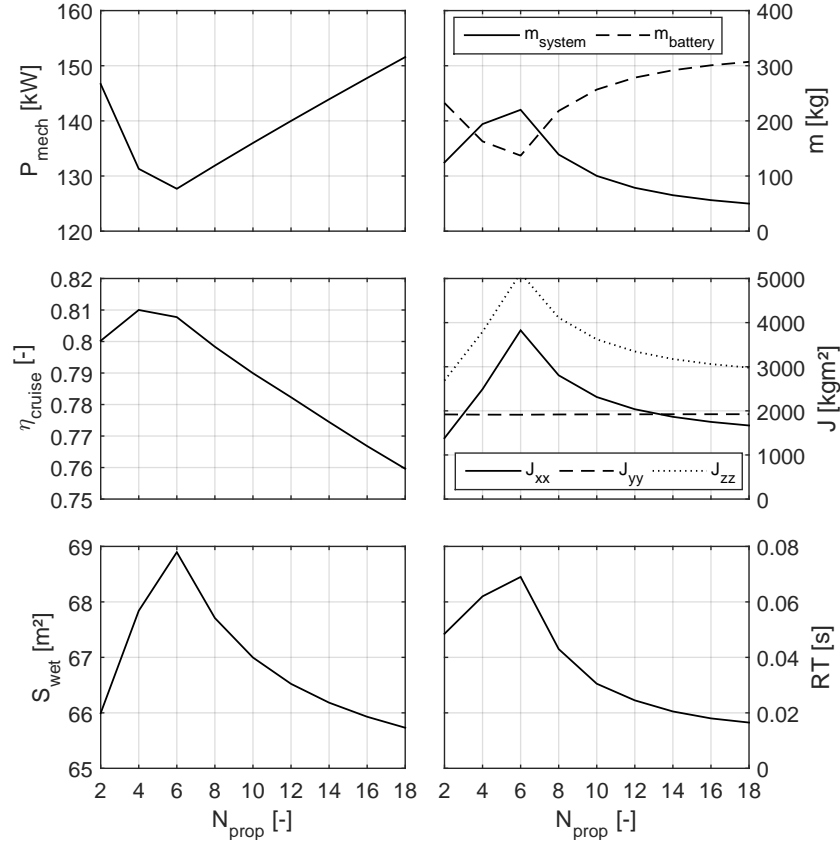 160
150
140
130
120
P_mech [kW]
m_system
m_battery
400
300
200
100
0
m [kg]
0.82
0.81
0.8
0.79
0.78
0.77
0.76
0.75
η_cruise [-]
J_xx
J_yy
J_zz
5000
4000
3000
2000
1000
0
J [kgm²]
69
68
67
66
65
S_wet [m²]
2 4 6 8 10 12 14 16 18
N_prop [-]
0.08
0.06
0.04
0.02
0
RT [s]
2 4 6 8 10 12 14 16 18
N_prop [-]